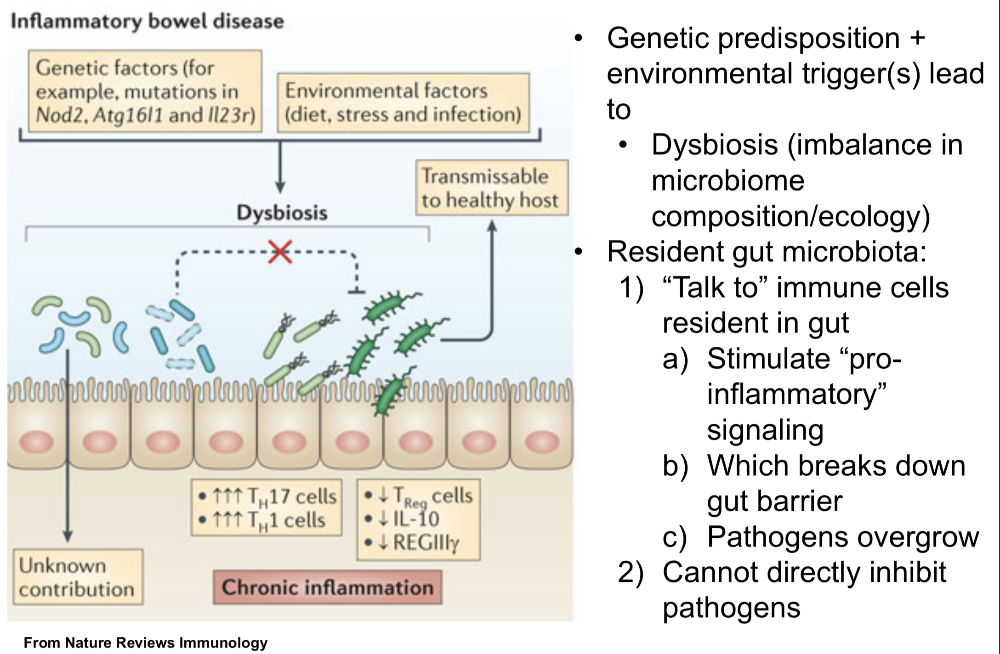 Inflammatory bowel disease
Genetic factors (for
example, mutations in
Nod2, Atg16l1 and Il23r)
Environmental factors
(diet, stress and infection)
Transmissable
to healthy host
Dysbiosis
• ↑↑↑ TH17 cells
• ↑↑↑ TH1 cells
• ↓ TReg cells
• ↓ IL-10
• ↓ REGIIIγ
Unknown
contribution
Chronic inflammation
From Nature Reviews Immunology
• Genetic predisposition +
environmental trigger(s) lead
to
• Dysbiosis (imbalance in
microbiome
composition/ecology)
• Resident gut microbiota:
1) “Talk to” immune cells
resident in gut
a) Stimulate “pro-
inflammatory”
signaling
b) Which breaks down
gut barrier
c) Pathogens overgrow
2) Cannot directly inhibit
pathogens